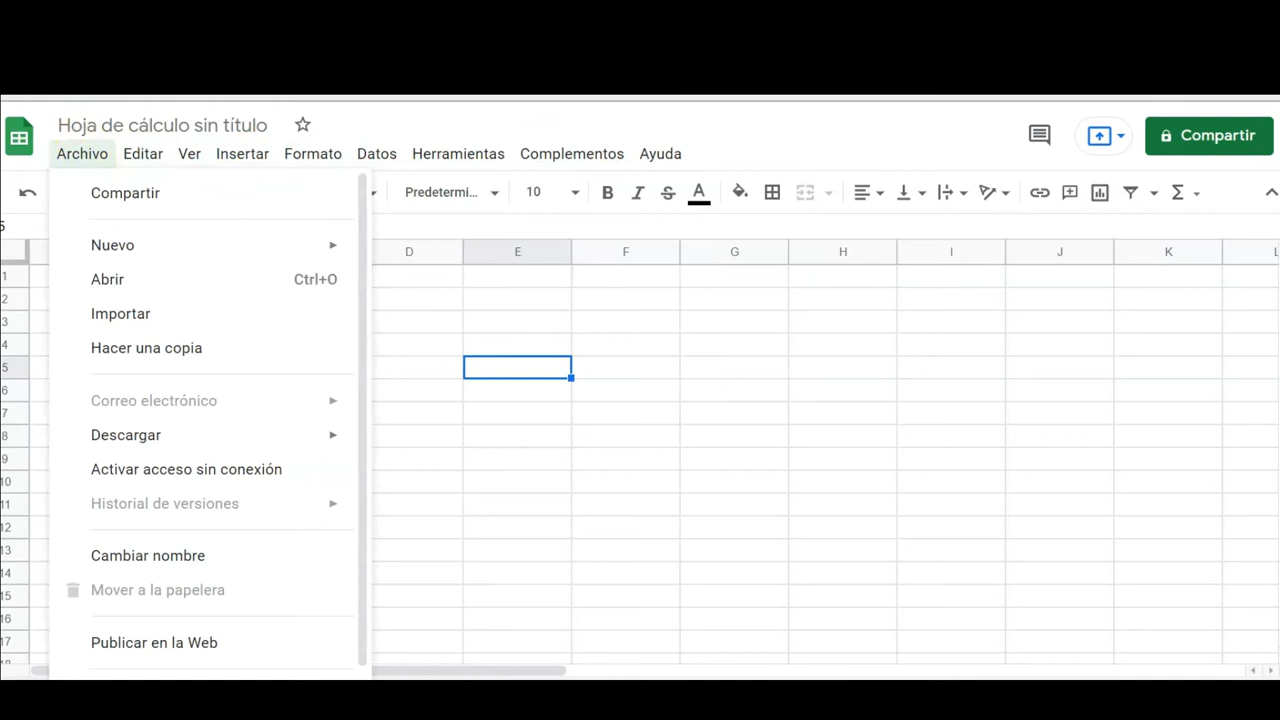 Hoja de cálculo sin título
Archivo Editar Ver Insertar Formato Datos Herramientas Complementos Ayuda
Compartir
Predetermi... 10 B I S A Σ
5
Compartir
Nuevo
Abrir Ctrl+O
Importar
Hacer una copia
Correo electrónico
Descargar
Activar acceso sin conexión
Historial de versiones
Cambiar nombre
Mover a la papelera
Publicar en la Web
D E F G H I J K L
1
2
3
4
5
6
7
8
9
10
11
12
13
14
15
16
17
18